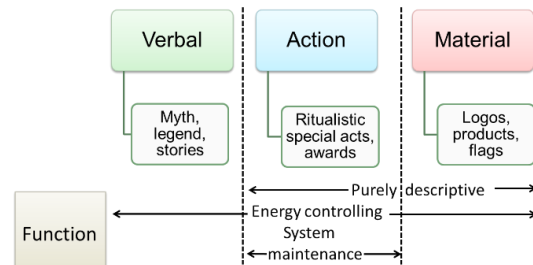 Verbal
Action
Material
Myth,
legend,
stories
Ritualistic
special acts,
awards
Logos,
products,
flags
Purely descriptive
Energy controlling
System
maintenance
Function